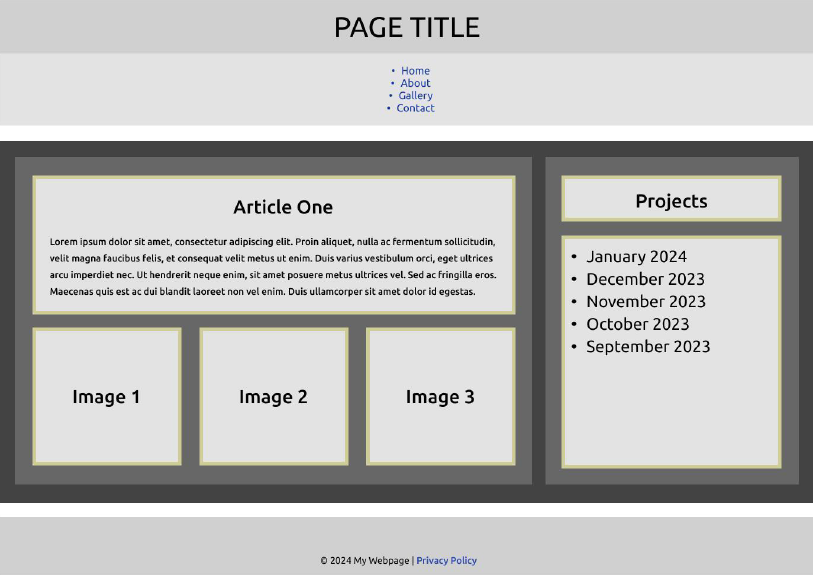 PAGE TITLE
• Home
• About
• Gallery
• Contact
Article One
Lorem ipsum dolor sit amet, consectetur adipiscing elit. Proin aliquet, nulla ac fermentum sollicitudin,
velit magna faucibus felis, et consequat velit metus ut enim. Duis varius vestibulum orci, eget ultrices
arcu imperdiet nec. Ut hendrerit neque enim, sit amet posuere metus ultrices vel. Sed ac fringilla eros.
Maecenas quis est ac dui blandit laoreet non vel enim. Duis ullamcorper sit amet dolor id egestas.
Image 1
Image 2
Image 3
Projects
• January 2024
• December 2023
• November 2023
• October 2023
• September 2023
© 2024 My Webpage | Privacy Policy